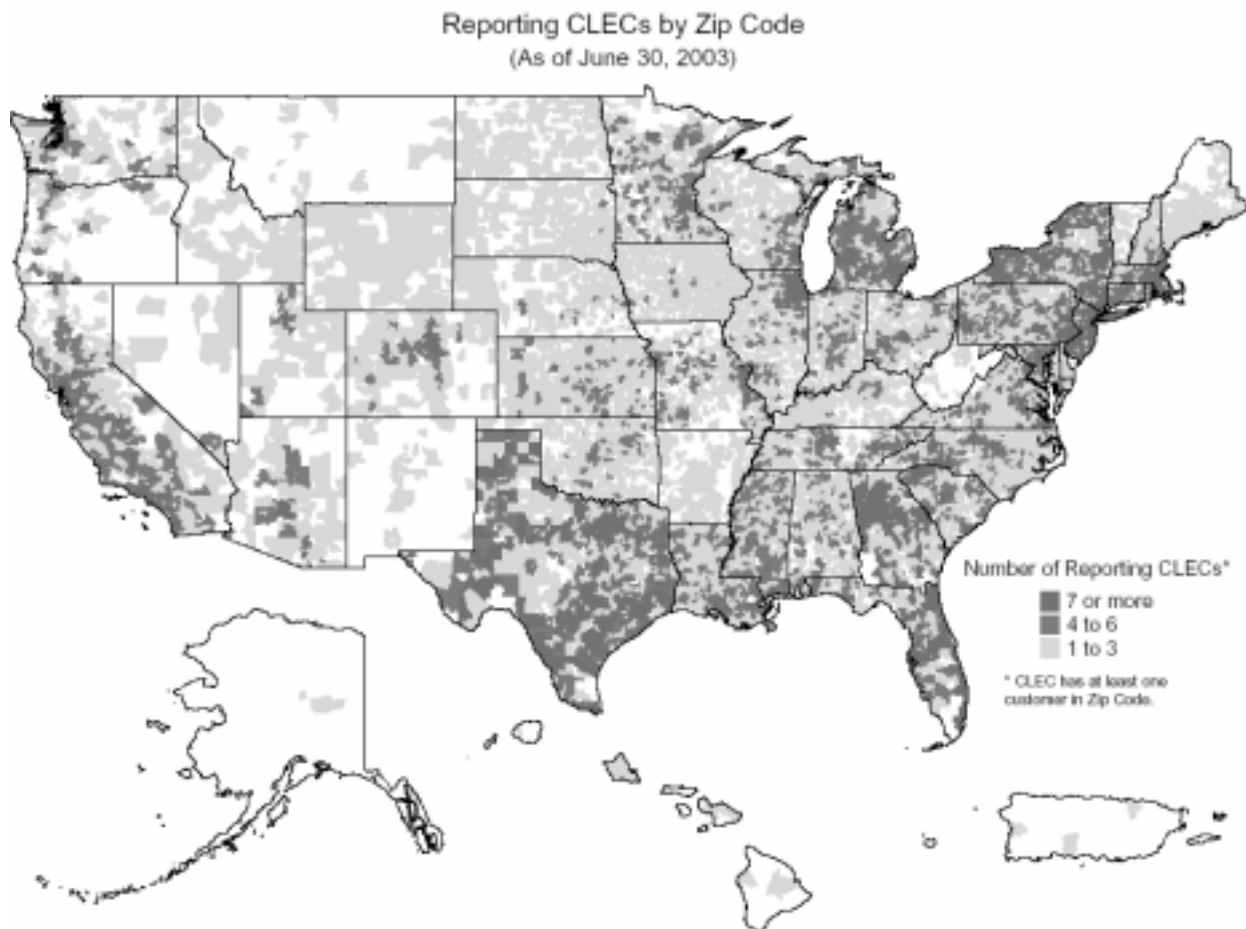 Reporting CLECs by Zip Code
(As of June 30, 2003)
Number of Reporting CLECs*
7 or more
4 to 6
1 to 3
* CLEC has at least one
customer in Zip Code.